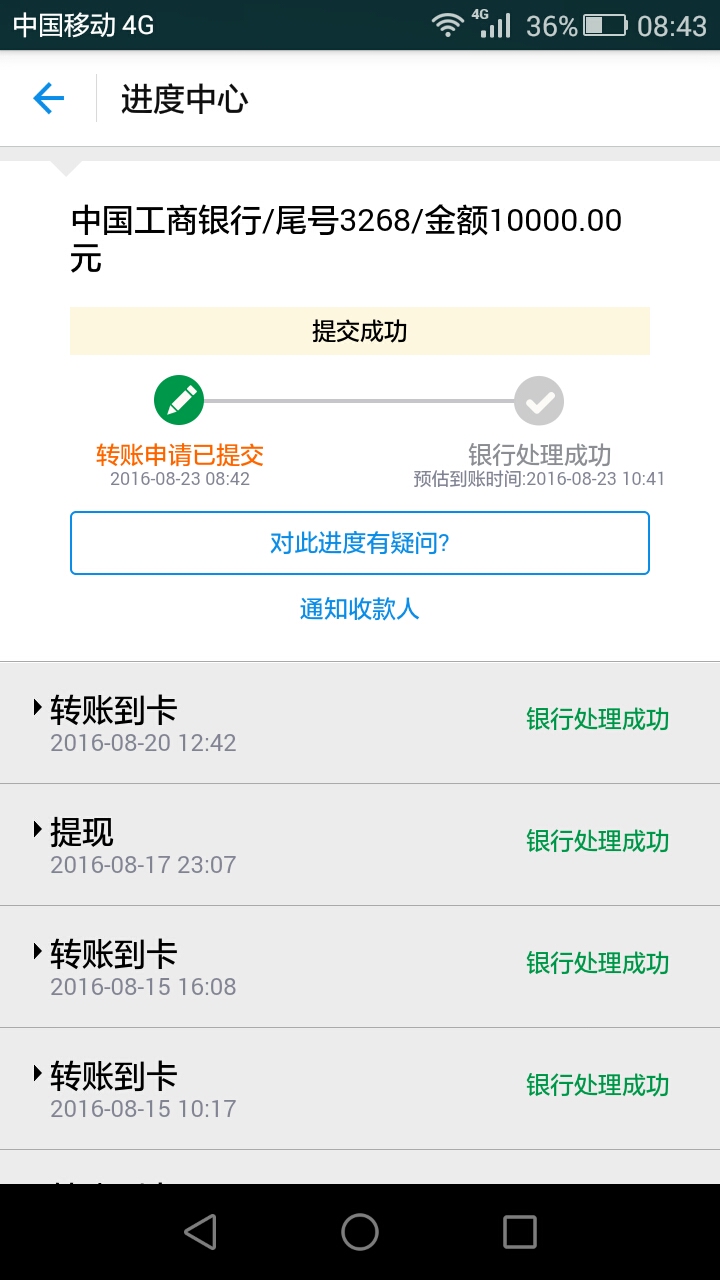 中国移动 4G
4G
36%
08:43
进度中心
中国工商银行/尾号3268/金额10000.00
元
提交成功
转账申请已提交
2016-08-23 08:42
银行处理成功
预估到账时间:2016-08-23 10:41
对此进度有疑问?
通知收款人
转账到卡
银行处理成功
2016-08-20 12:42
提现
银行处理成功
2016-08-17 23:07
转账到卡
银行处理成功
2016-08-15 16:08
转账到卡
银行处理成功
2016-08-15 10:17